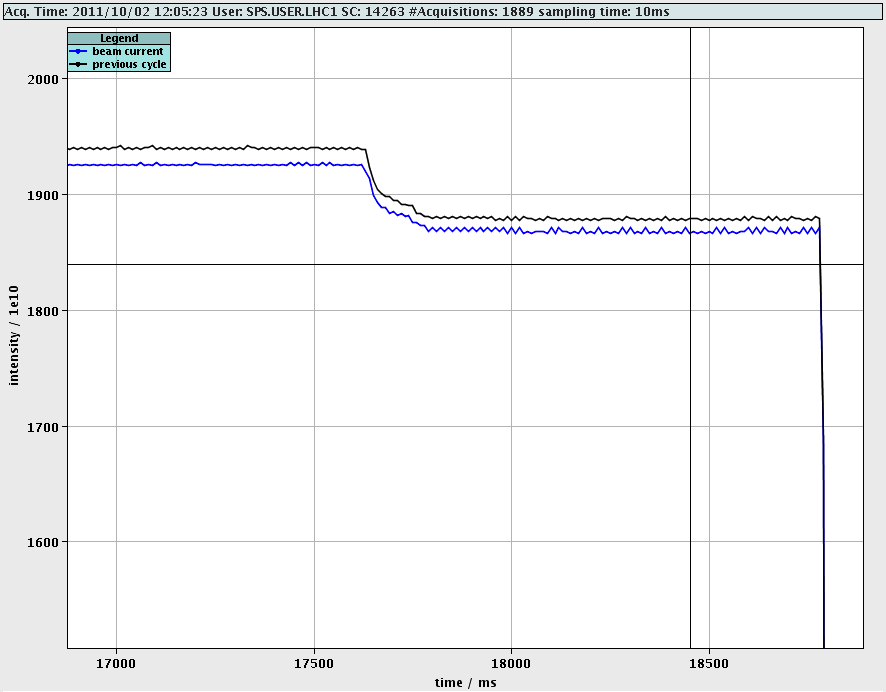 Acq. Time: 2011/10/02 12:05:23 User: SPS.USER.LHC1 SC: 14263 #Acquisitions: 1889 sampling time: 10ms
Legend
beam current
previous cycle
2000
1900
1800
1700
1600
intensity / 1e10
17000 17500 18000 18500
time / ms